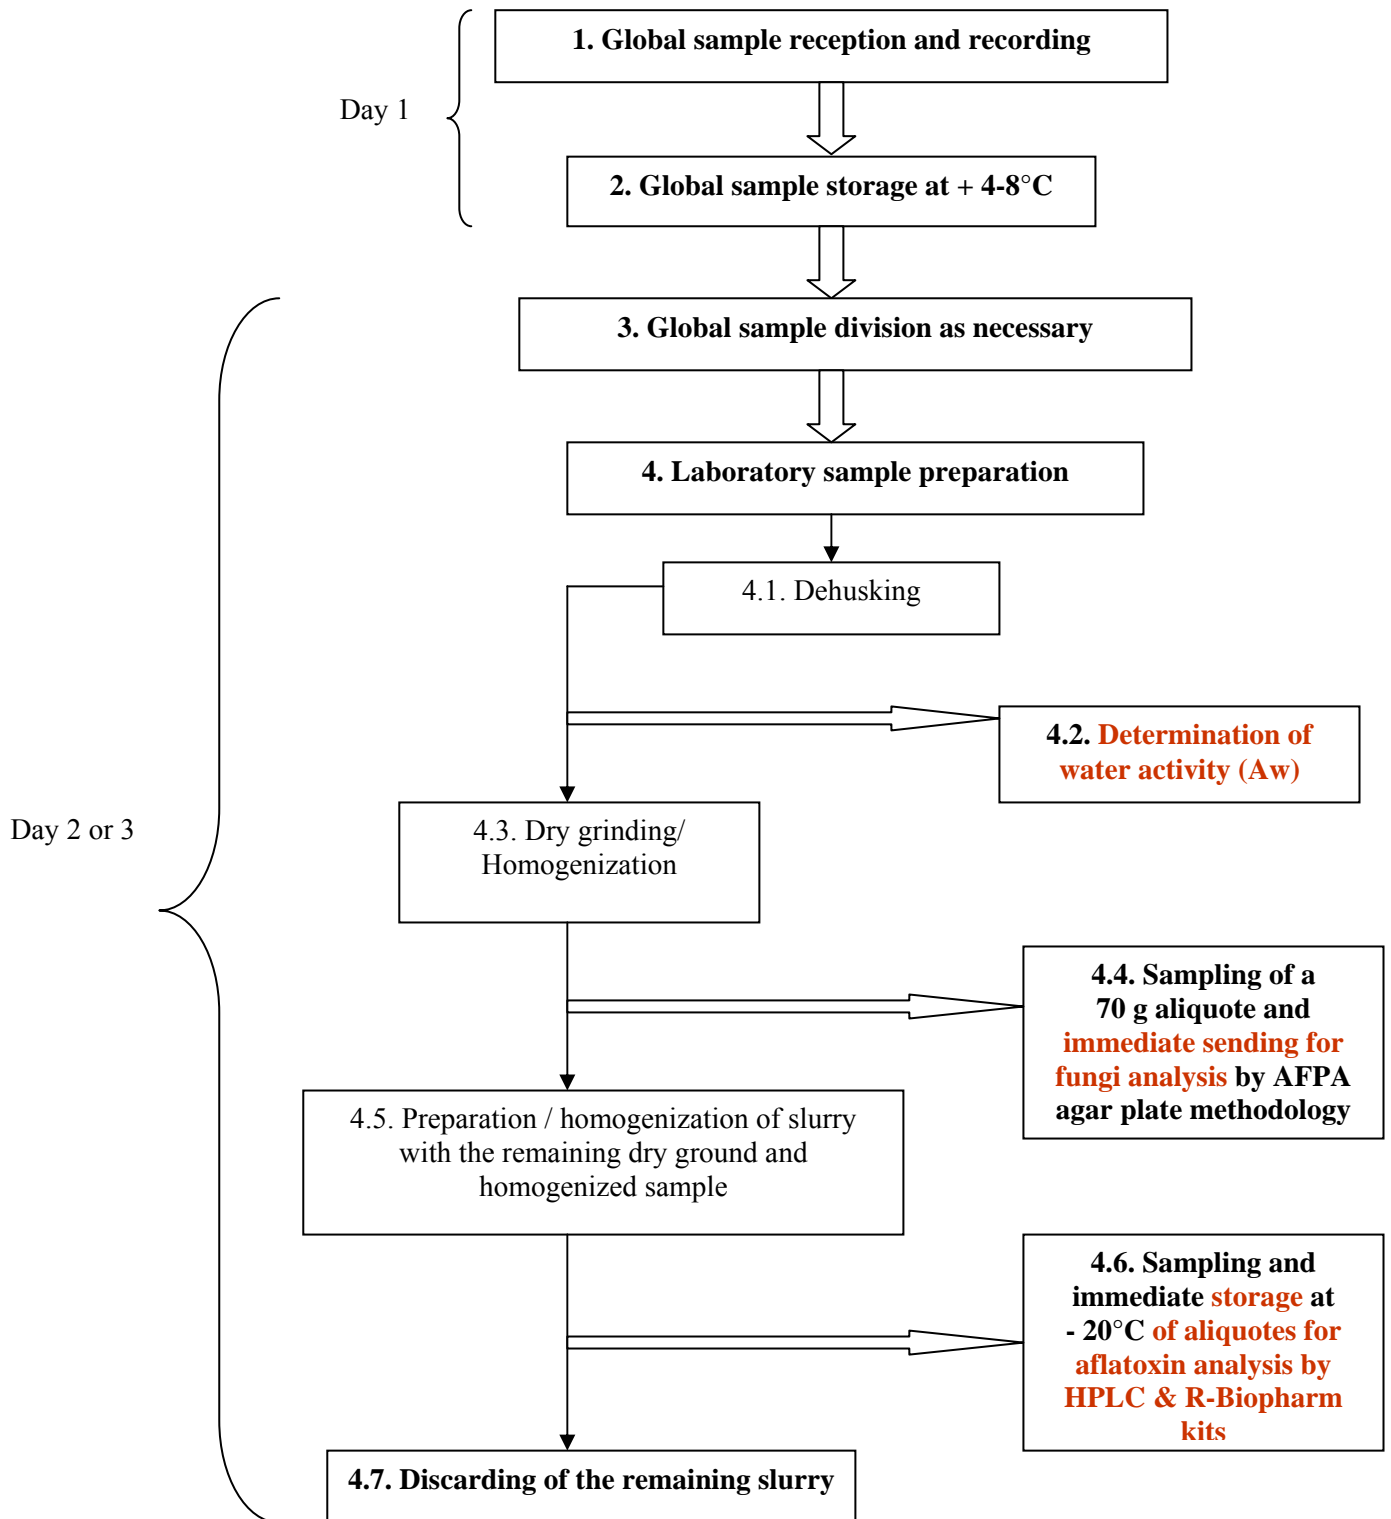 1. Global sample reception and recording
Day 1
2. Global sample storage at + 4-8°C
3. Global sample division as necessary
4. Laboratory sample preparation
4.1. Dehusking
4.2. Determination of
water activity (Aw)
Day 2 or 3
4.3. Dry grinding/
Homogenization
4.4. Sampling of a
70 g aliquote and
immediate sending for
fungi analysis by AFPA
agar plate methodology
4.5. Preparation / homogenization of slurry
with the remaining dry ground and
homogenized sample
4.6. Sampling and
immediate storage at
- 20°C of aliquotes for
aflatoxin analysis by
HPLC & R-Biopharm
kits
4.7. Discarding of the remaining slurry